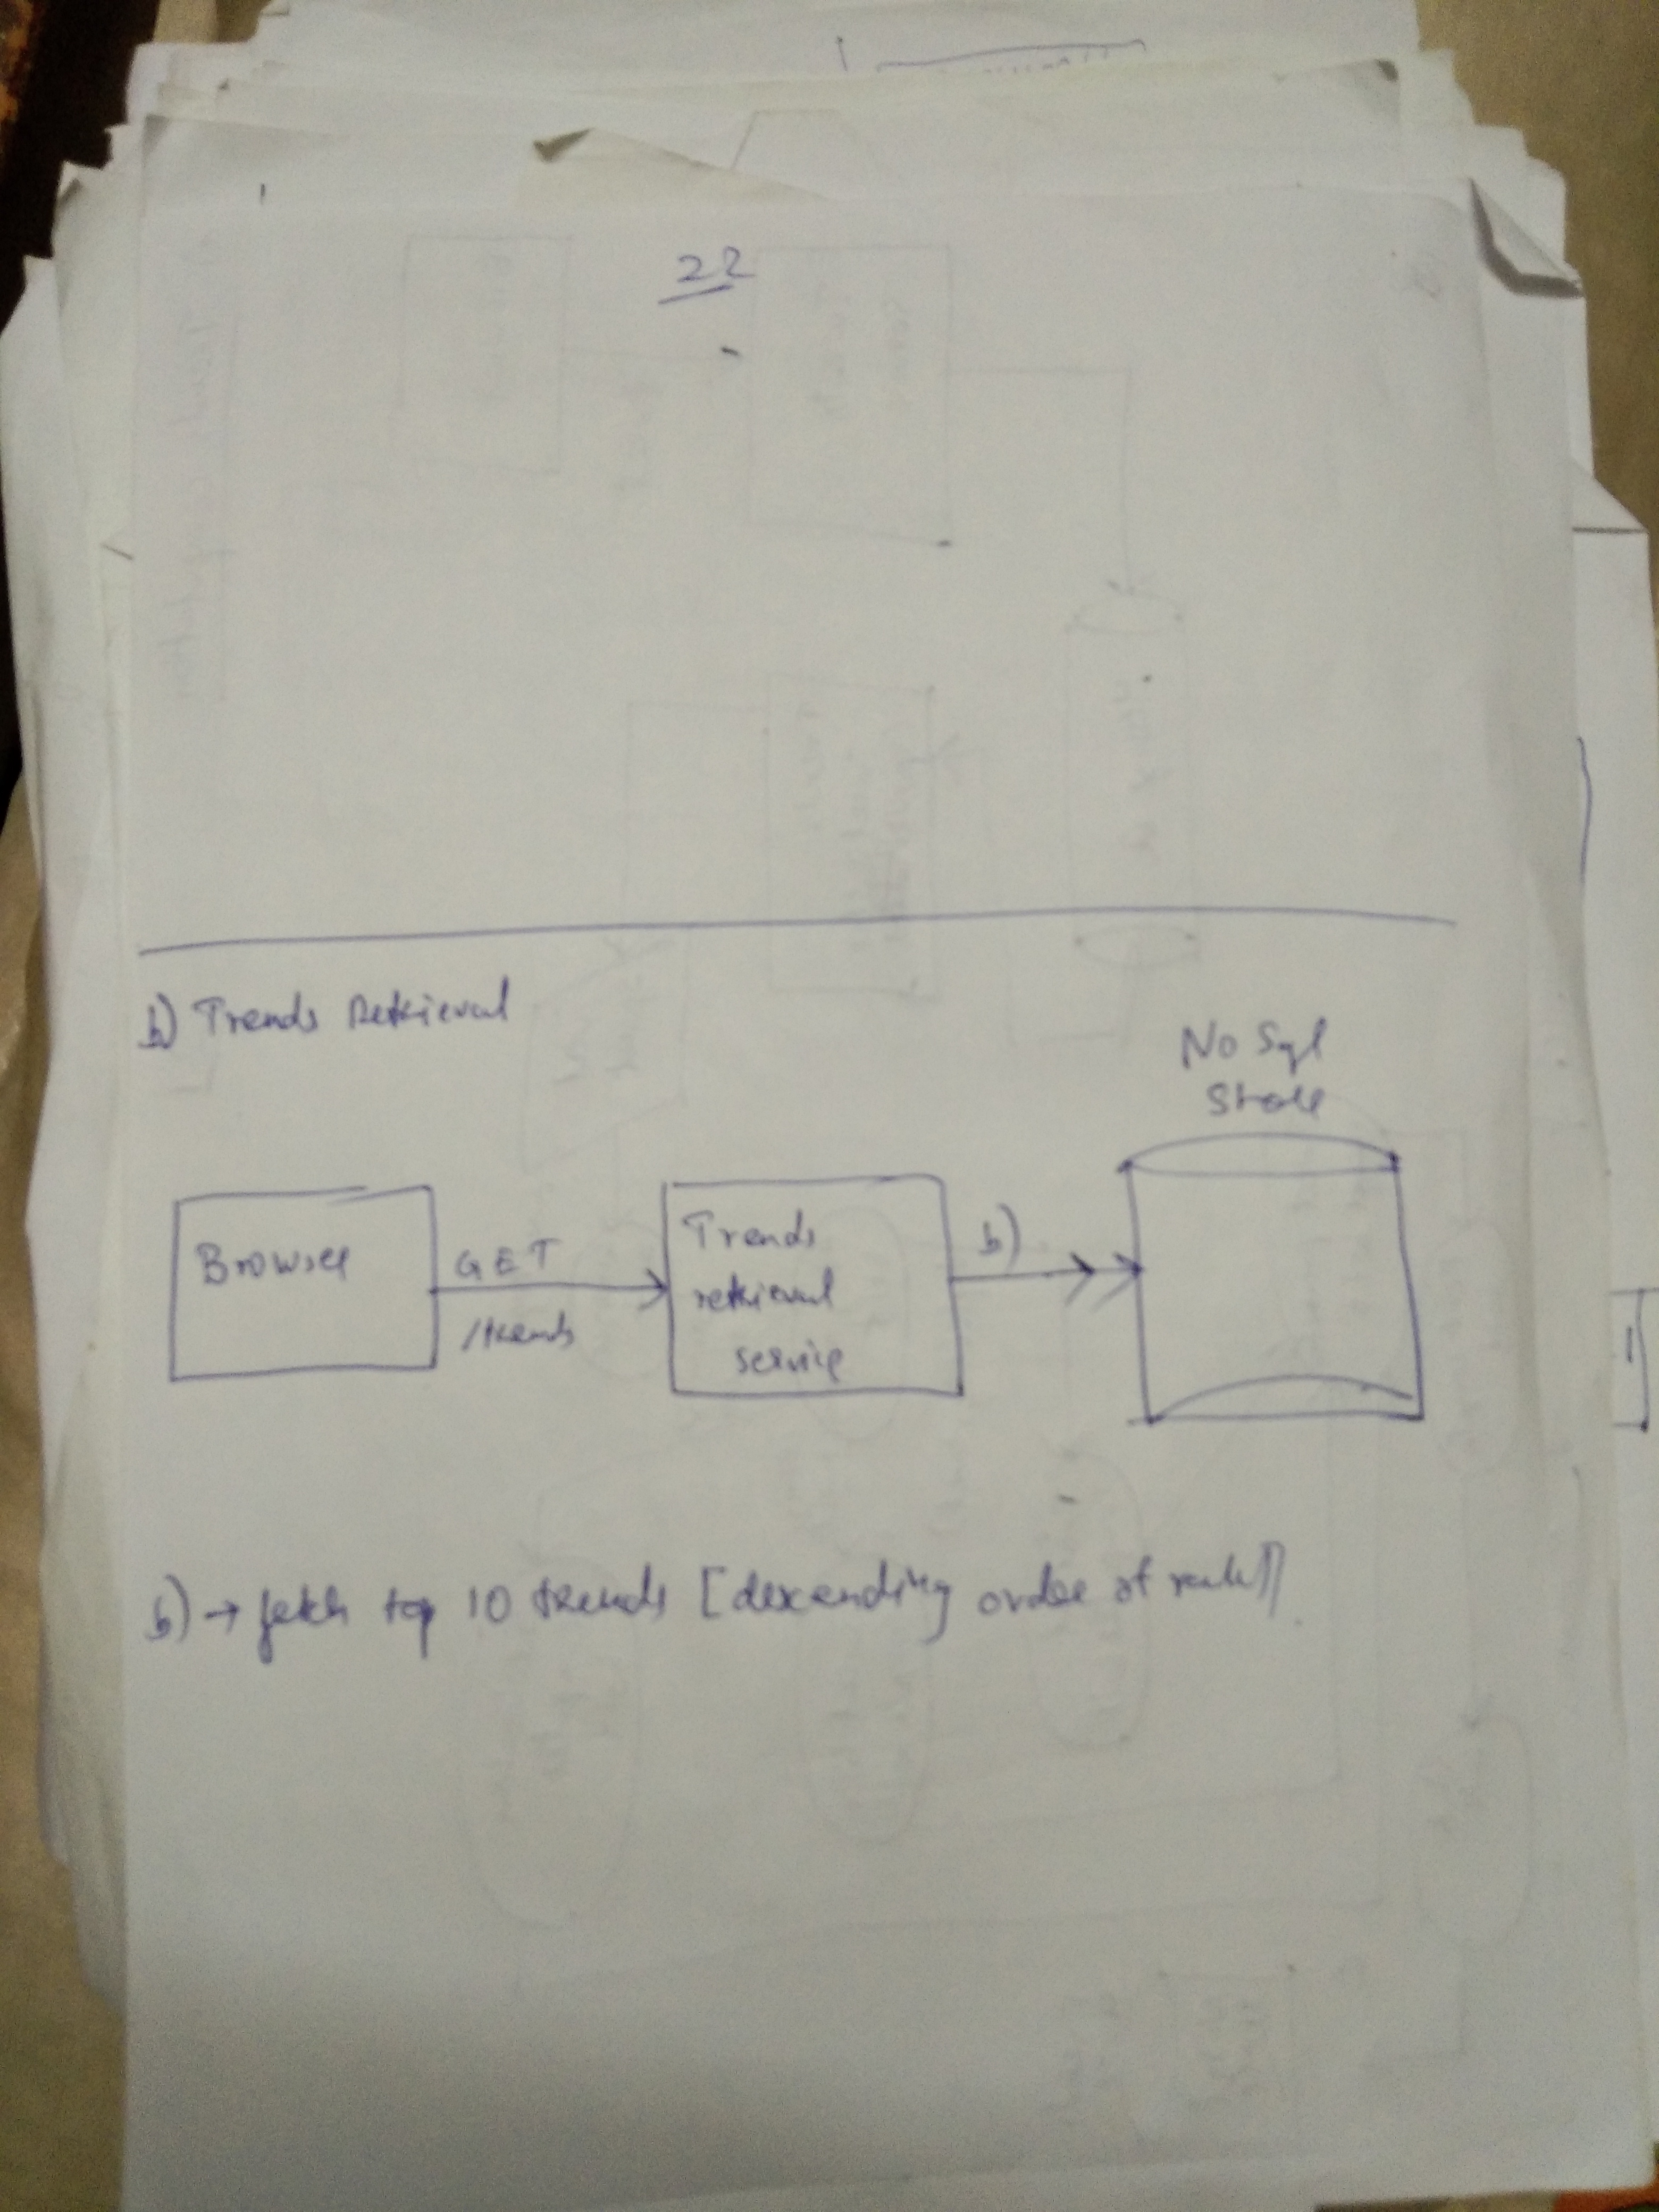 22
b) Trends Retrieval
No Sql
Store
Browser
GET
/trends
Trends
retrieval
service
b)
b) → fetch top 10 trends [descending order of rank]